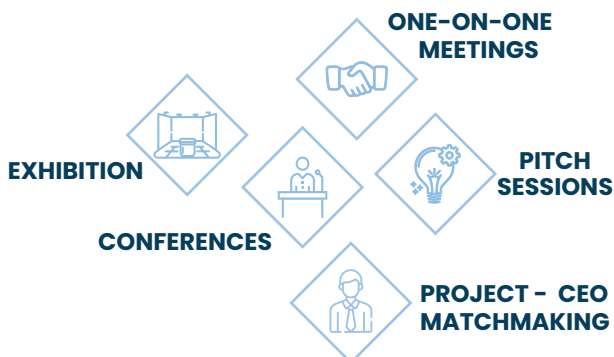 ONE-ON-ONE
MEETINGS
EXHIBITION
PITCH
SESSIONS
CONFERENCES
PROJECT - CEO
MATCHMAKING